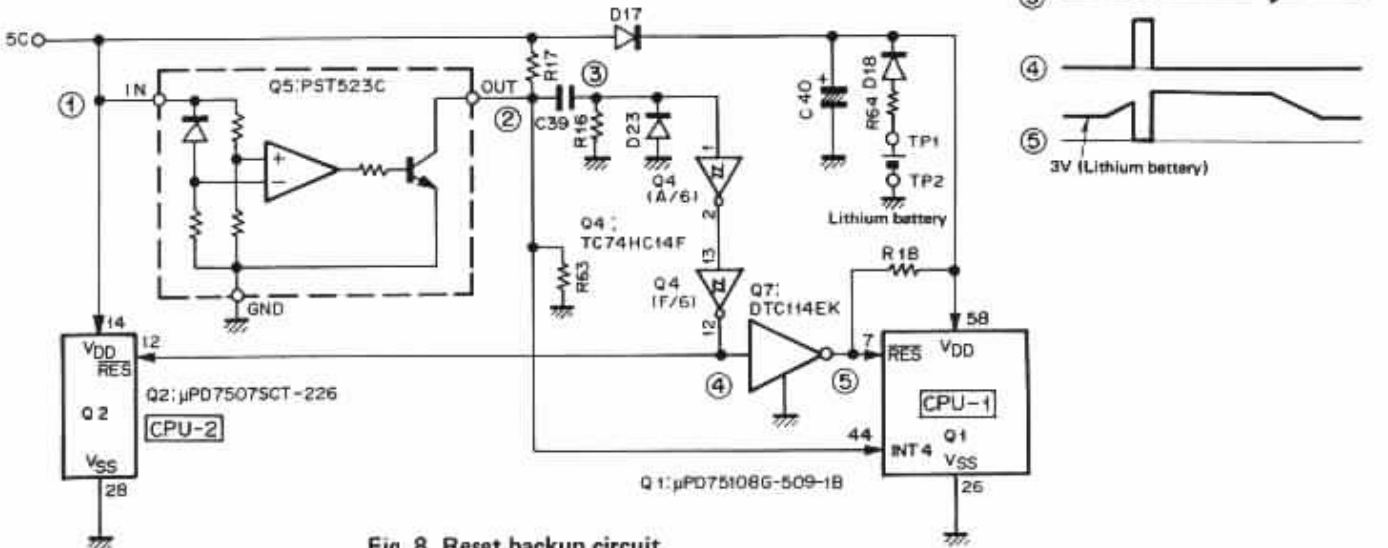 5C
D17
R17
①
IN
Q5:PST523C
OUT
②
③
C39
R16
D23
C40
+
R64
D18
TP1
TP2
Lithium battery
+
−
GND
1
Q4
(A/6)
2
Q4:
TC74HC14F
13
Q4
(F/6)
12
R63
R18
Q7:
DTC114EK
④
⑤
14
VDD
12
RES
Q2
VSS
28
Q2:μPD7507SCT-226
CPU-2
7
RES
58
VDD
CPU-1
44
INT4
Q1
VSS
26
Q1:μPD75108G-509-1B
④
⑤
3V (Lithium battery)
Fig. 8 Reset backup circuit